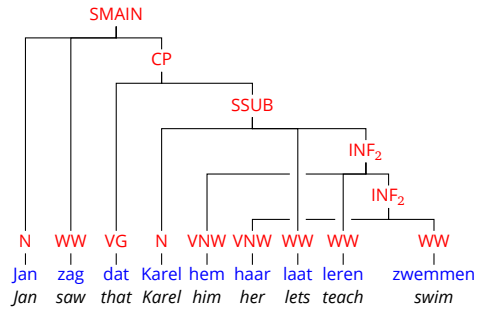 SMAIN
CP
SSUB
INF₂
INF₂
N WW VG N VNW VNW WW WW WW
Jan zag dat Karel hem haar laat leren zwemmen
Jan saw that Karel him her lets teach swim